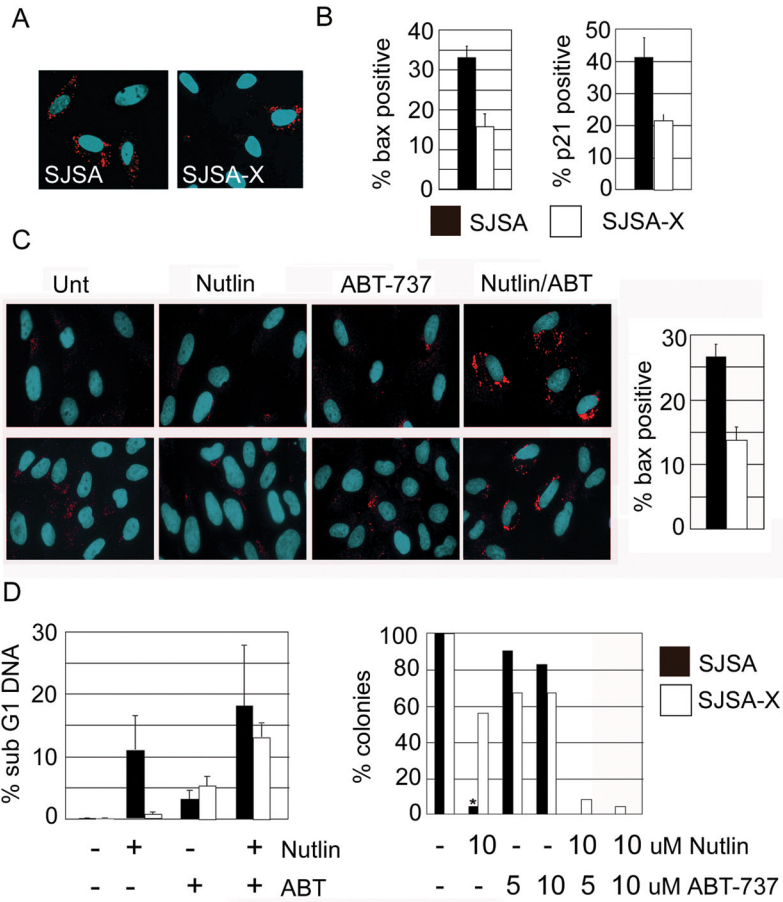 A
SJSA
SJSA-X
B
% bax positive
40
30
20
10
0
% p21 positive
50
40
30
20
10
0
SJSA
SJSA-X
C
Unt
Nutlin
ABT-737
Nutlin/ABT
% bax positive
30
20
10
0
D
% sub G1 DNA
30
20
10
0
- + - + Nutlin
- - + + ABT
% colonies
100
80
60
40
20
0
*
SJSA
SJSA-X
- 10 - - 10 10 uM Nutlin
- - 5 10 5 10 uM ABT-737